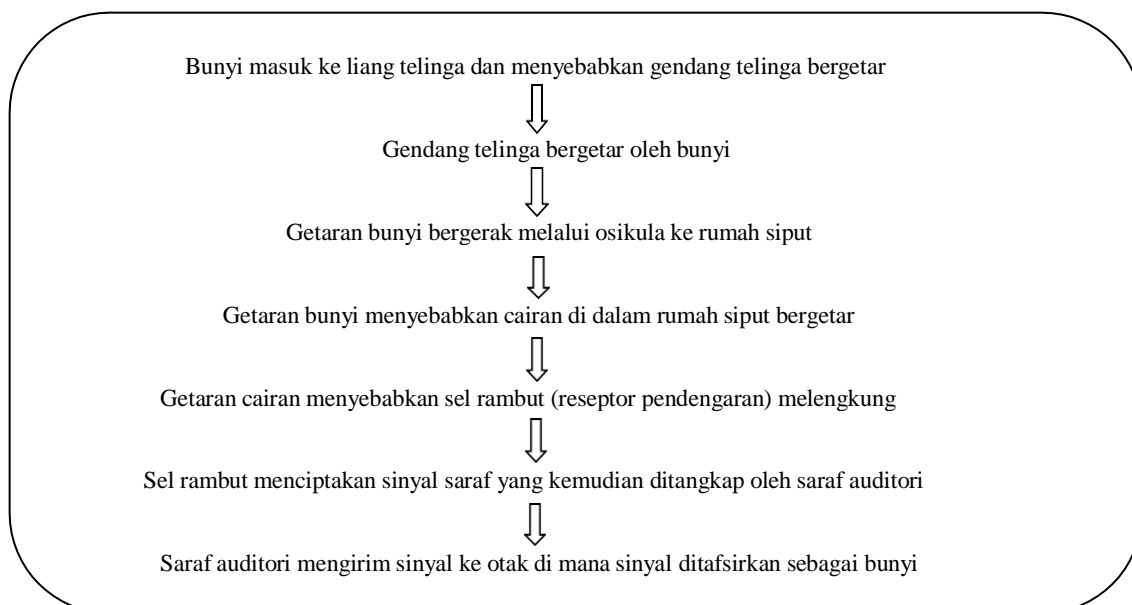 Bunyi masuk ke liang telinga dan menyebabkan gendang telinga bergetar
Gendang telinga bergetar oleh bunyi
Getaran bunyi bergerak melalui osikula ke rumah siput
Getaran bunyi menyebabkan cairan di dalam rumah siput bergetar
Getaran cairan menyebabkan sel rambut (reseptor pendengaran) melengkung
Sel rambut menciptakan sinyal saraf yang kemudian ditangkap oleh saraf auditori
Saraf auditori mengirim sinyal ke otak di mana sinyal ditafsirkan sebagai bunyi